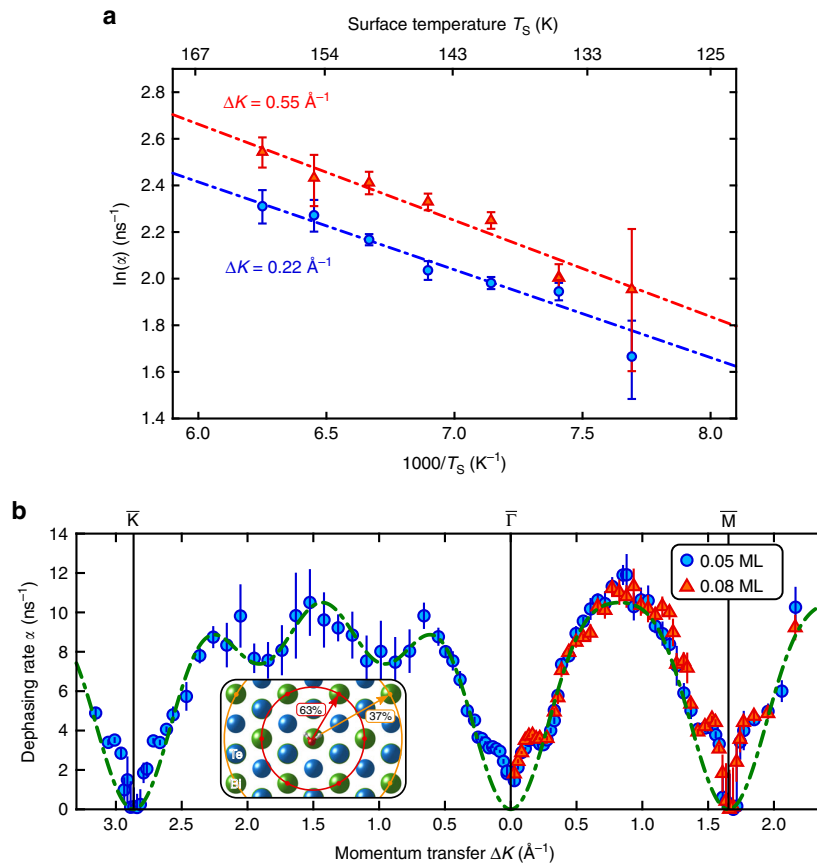 a
Surface temperature T_S (K)
167 154 143 133 125
2.8
2.6
2.4
2.2
2.0
1.8
1.6
1.4
ln(α) (ns⁻¹)
ΔK = 0.55 Å⁻¹
ΔK = 0.22 Å⁻¹
6.0 6.5 7.0 7.5 8.0
1000/T_S (K⁻¹)
b
K̅ Γ̅ M̅
14
12
10
8
6
4
2
0
Dephasing rate α (ns⁻¹)
0.05 ML
0.08 ML
63%
37%
Te
Bi
3.0 2.5 2.0 1.5 1.0 0.5 0.0 0.5 1.0 1.5 2.0
Momentum transfer ΔK (Å⁻¹)